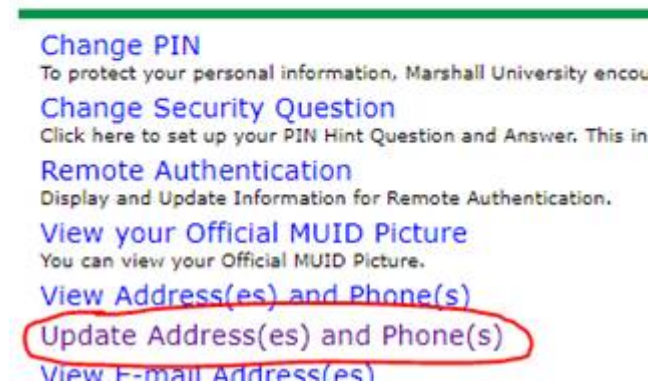 Change PIN
To protect your personal information, Marshall University
Change Security Question
Click here to set up your PIN Hint Question and Answer. This
Remote Authentication
Display and Update Information for Remote Authentication.
View your Official MUID Picture
You can view your Official MUID Picture.
View Address(es) and Phone(s)
Update Address(es) and Phone(s)
View E-mail Address(es)